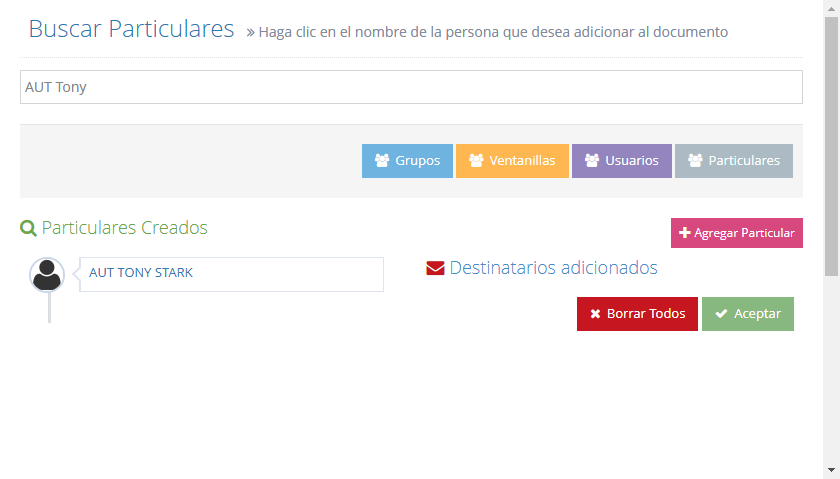 Buscar Particulares » Haga clic en el nombre de la persona que desea adicionar al documento
AUT Tony
Grupos Ventanillas Usuarios Particulares
Particulares Creados
Agregar Particular
AUT TONY STARK
Destinatarios adicionados
Borrar Todos Aceptar